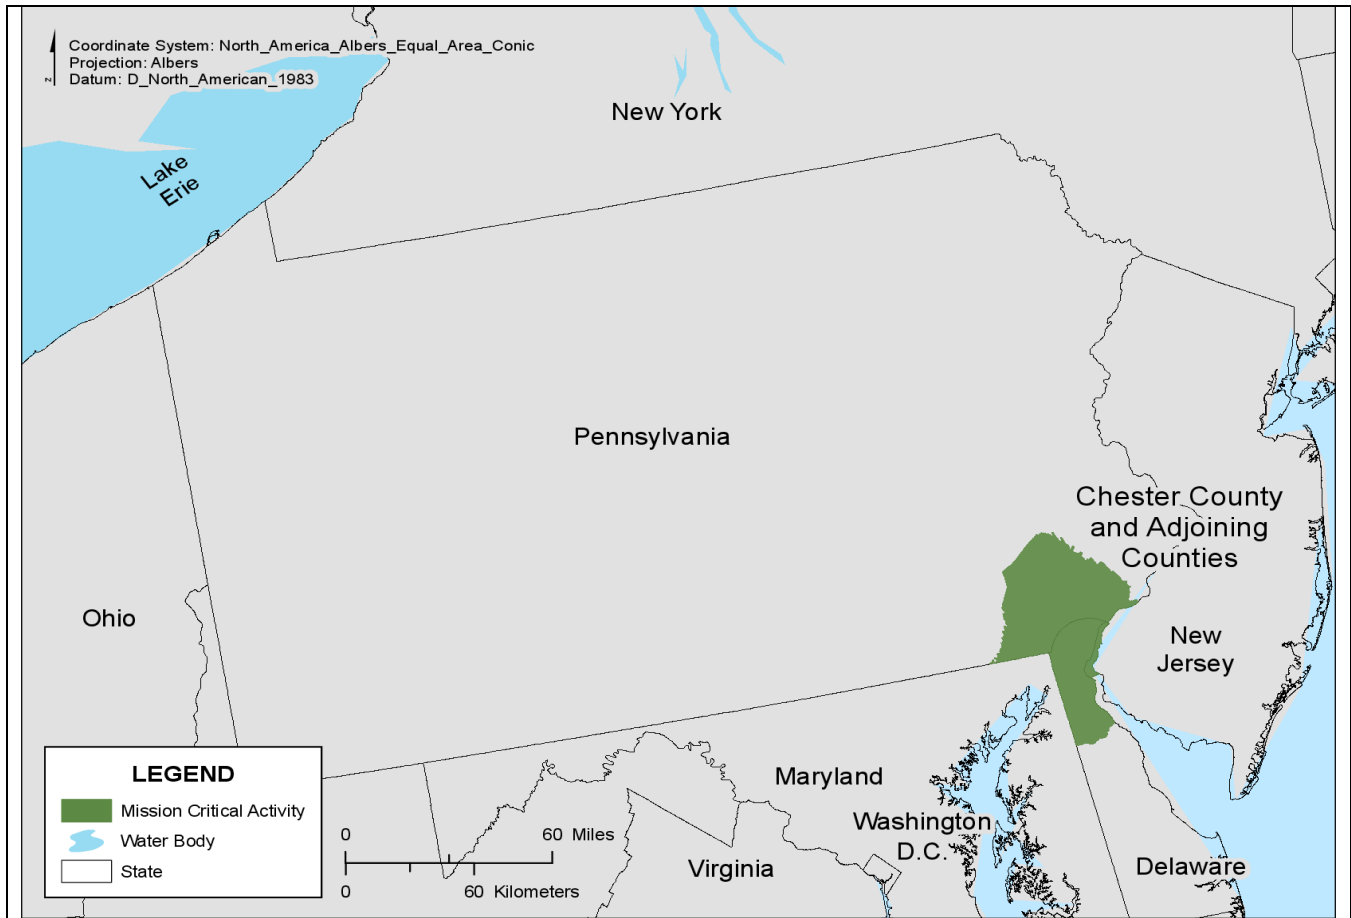 Coordinate System: North_America_Albers_Equal_Area_Conic
Projection: Albers
Datum: D_North_American_1983
z
New York
Lake
Erie
Pennsylvania
Chester County
and Adjoining
Counties
Ohio
New
Jersey
LEGEND
Mission Critical Activity
Water Body
State
0 60 Miles
0 60 Kilometers
Maryland
Washington
D.C.
Virginia
Delaware